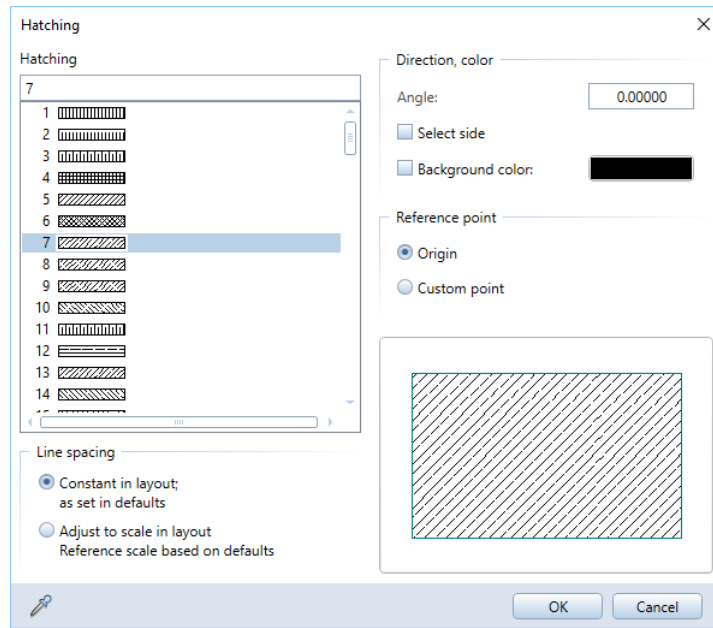 Hatching
Hatching
7
1
2
3
4
5
6
7
8
9
10
11
12
13
14
Line spacing
Constant in layout;
as set in defaults
Adjust to scale in layout
Reference scale based on defaults
Direction, color
Angle: 0.00000
Select side
Background color:
Reference point
Origin
Custom point
OK Cancel